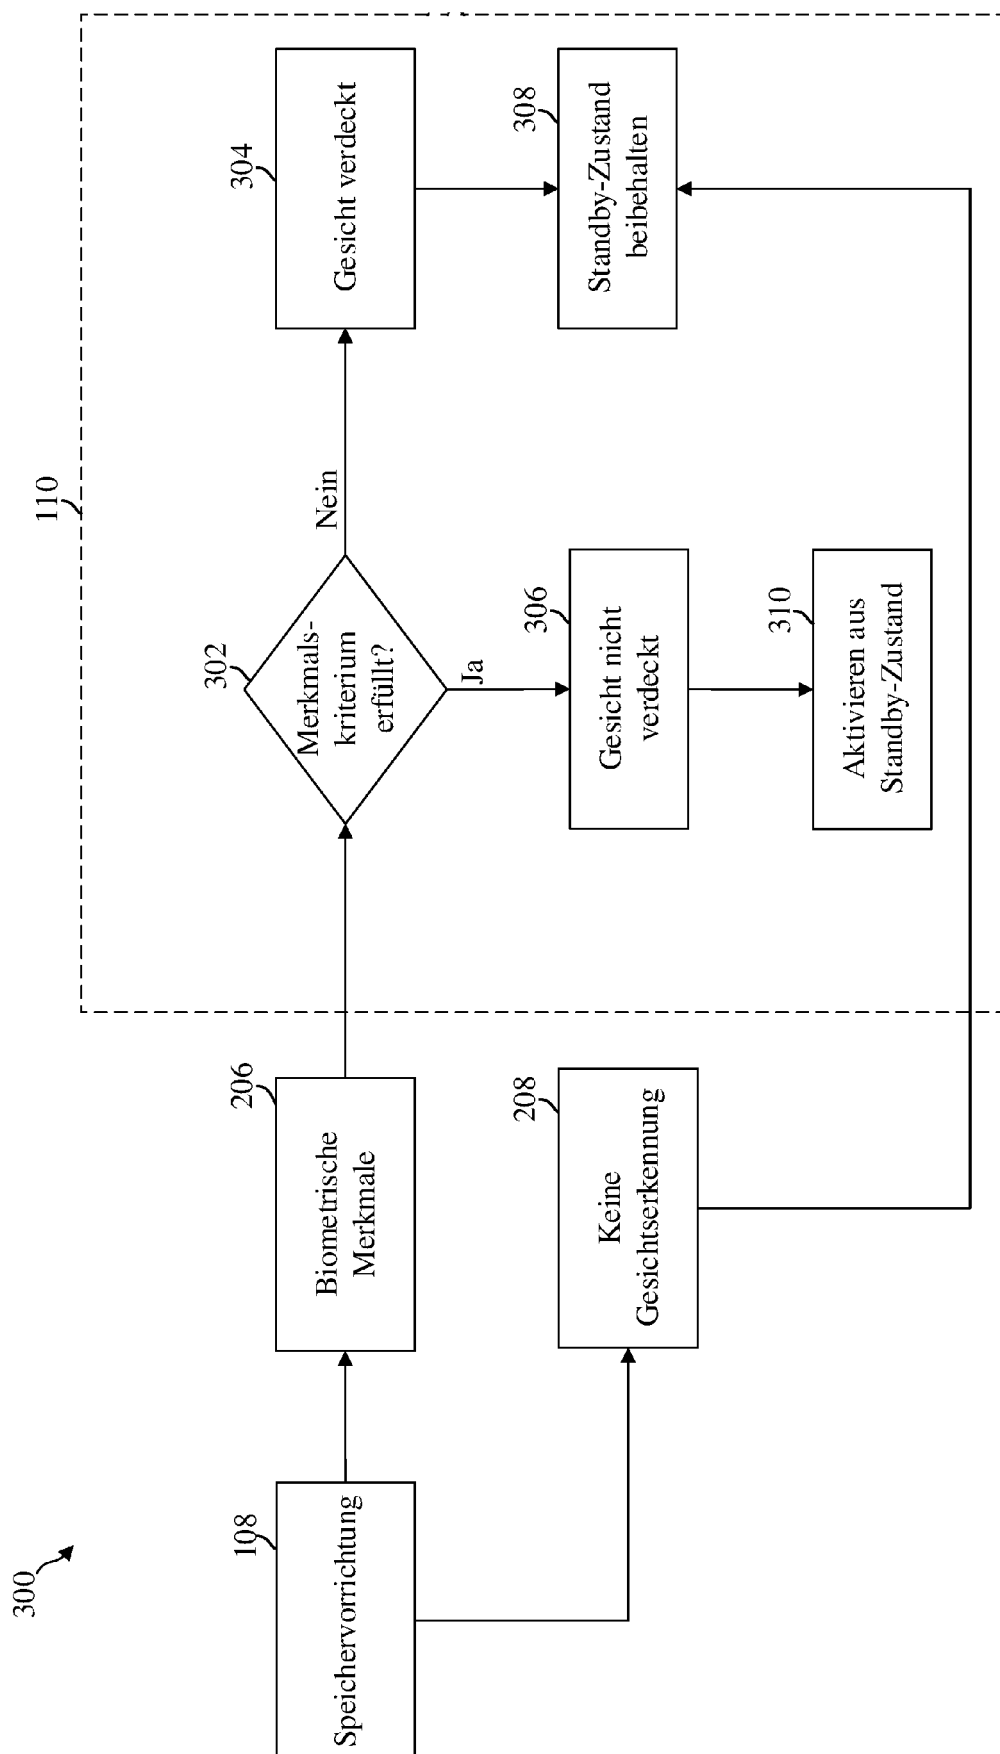 300
110
108
Speichervorrichtung
206
Biometrische
Merkmale
302
Merkmals-
kriterium
erfüllt?
Nein
304
Gesicht verdeckt
Ja
208
Keine
Gesichtserkennung
306
Gesicht nicht
verdeckt
308
Standby-Zustand
beibehalten
310
Aktivieren aus
Standby-Zustand